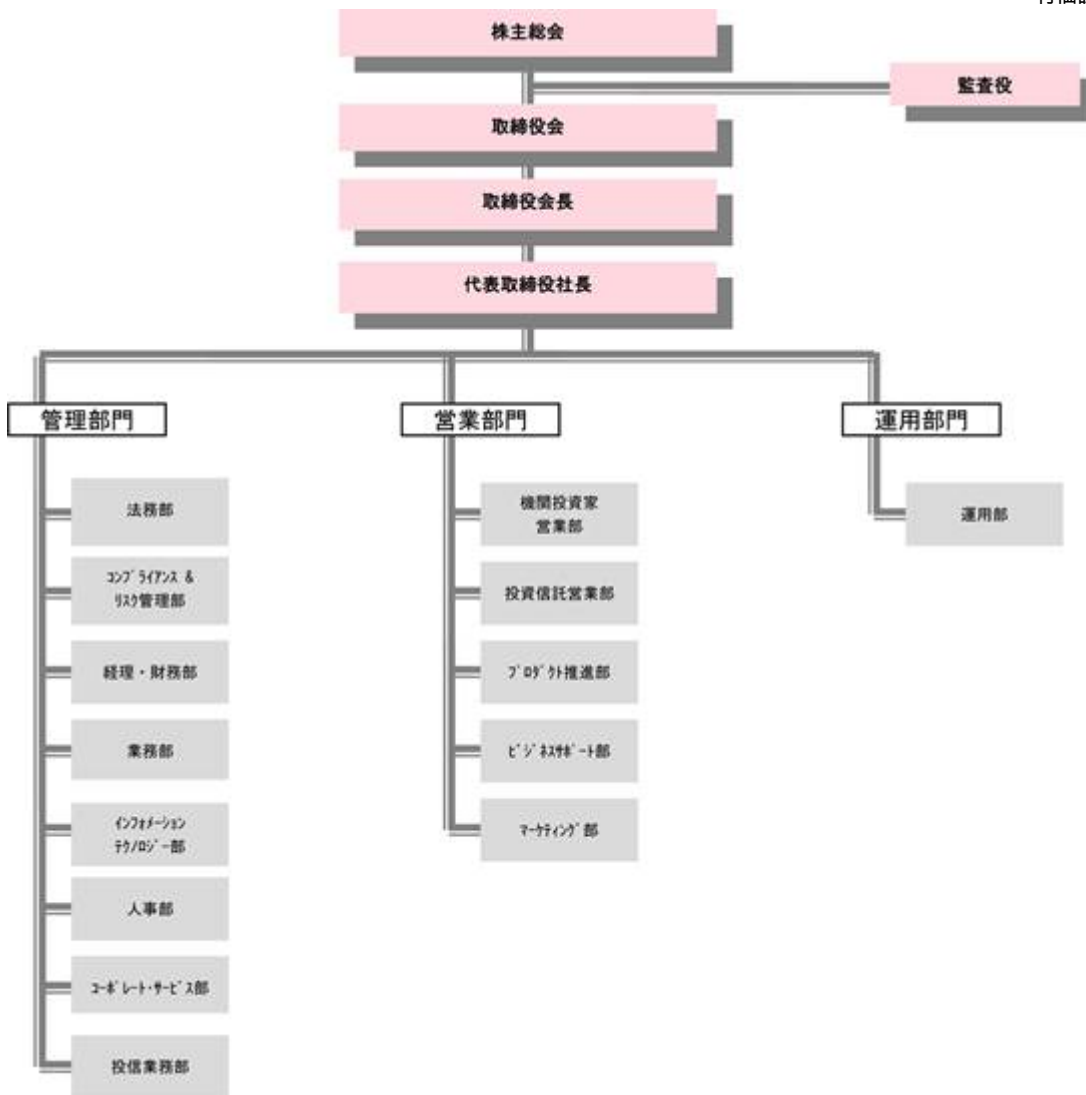 株主総会
監査役
取締役会
取締役会長
代表取締役社長
管理部門
営業部門
運用部門
法務部
ｺﾝﾌﾟﾗｲｱﾝｽ &
ﾘｽｸ管理部
経理・財務部
業務部
ｲﾝﾌｫﾒｰｼｮﾝ
ﾃｸﾉﾛｼﾞｰ部
人事部
ｺｰﾎﾟﾚｰﾄ･ｻｰﾋﾞｽ部
投信業務部
機関投資家
営業部
投資信託営業部
ﾌﾟﾛﾀﾞｸﾄ推進部
ﾋﾞｼﾞﾈｽｻﾎﾟｰﾄ部
ﾏｰｹﾃｨﾝｸﾞ部
運用部